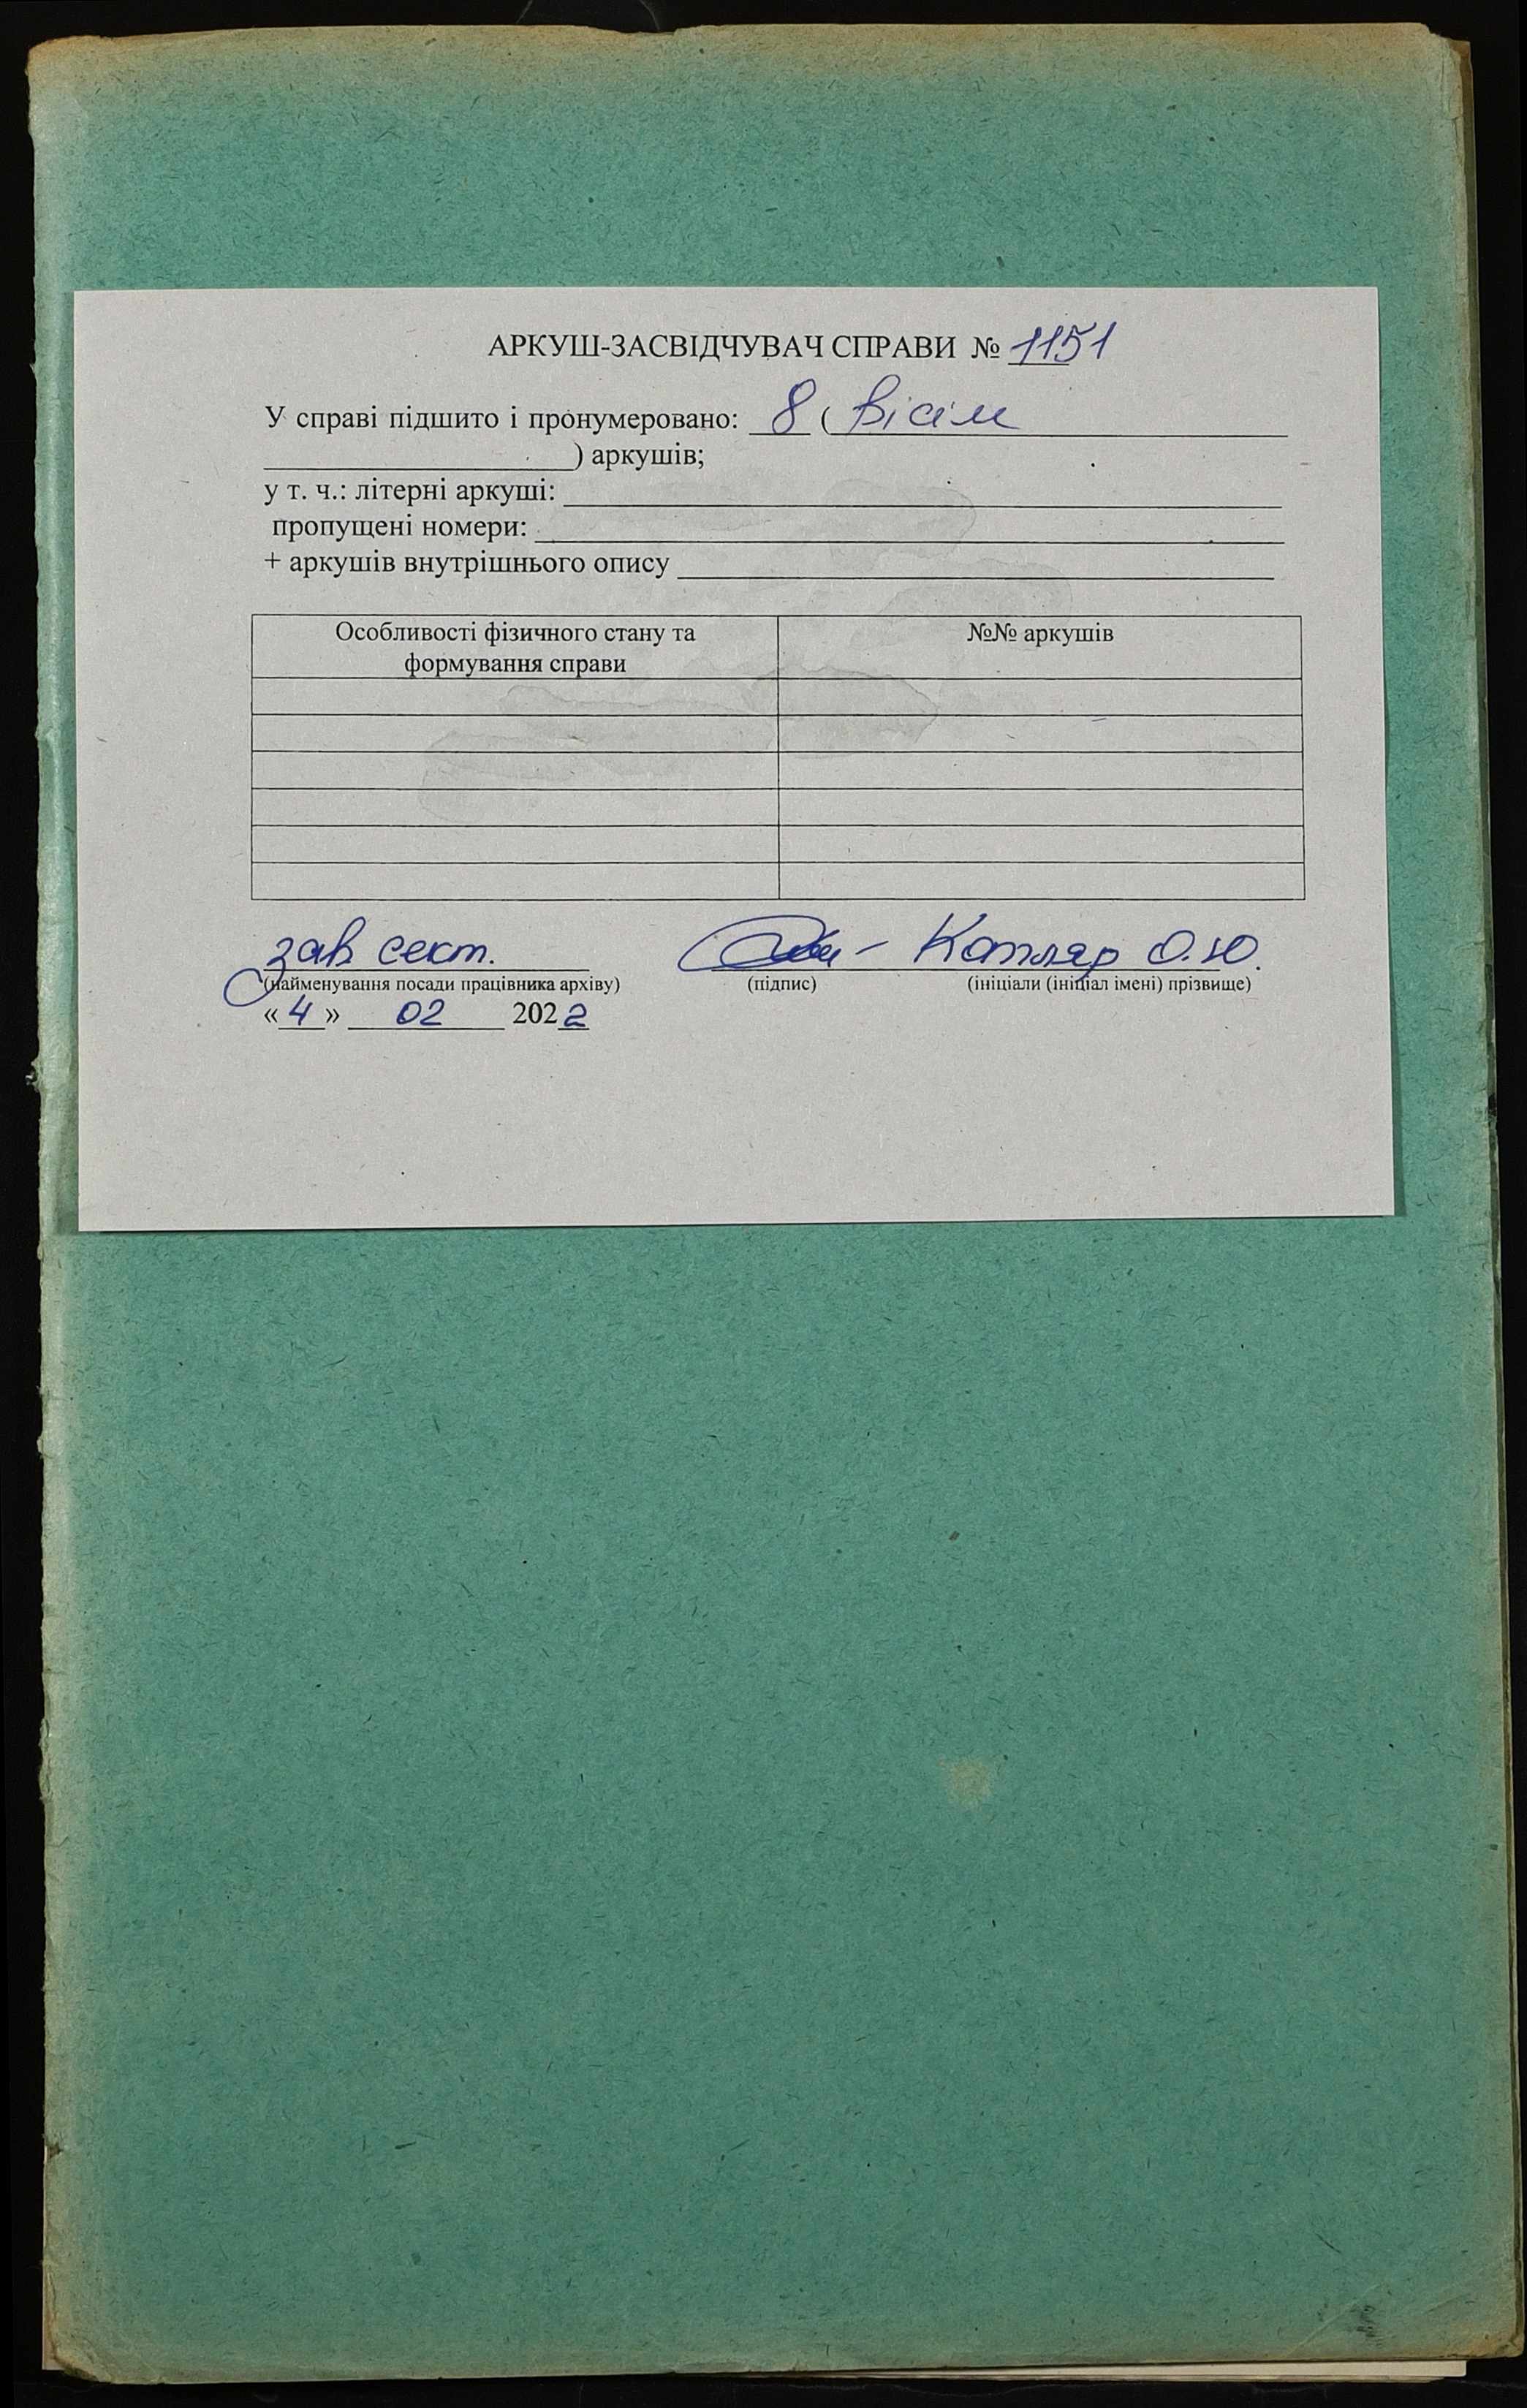 АРКУШ-ЗАСВІДЧУВАЧ СПРАВИ № 1151
У справі підшито і пронумеровано: 8 ( вісім
) аркушів;
у т. ч.: літерні аркуші:
пропущені номери:
+ аркушів внутрішнього опису
Особливості фізичного стану та формування справи
№№ аркушів
зав. сект. Котляр О.Ю.
(найменування посади працівника архіву) (підпис) (ініціали (ініціал імені) прізвище)
«4» 02 2022